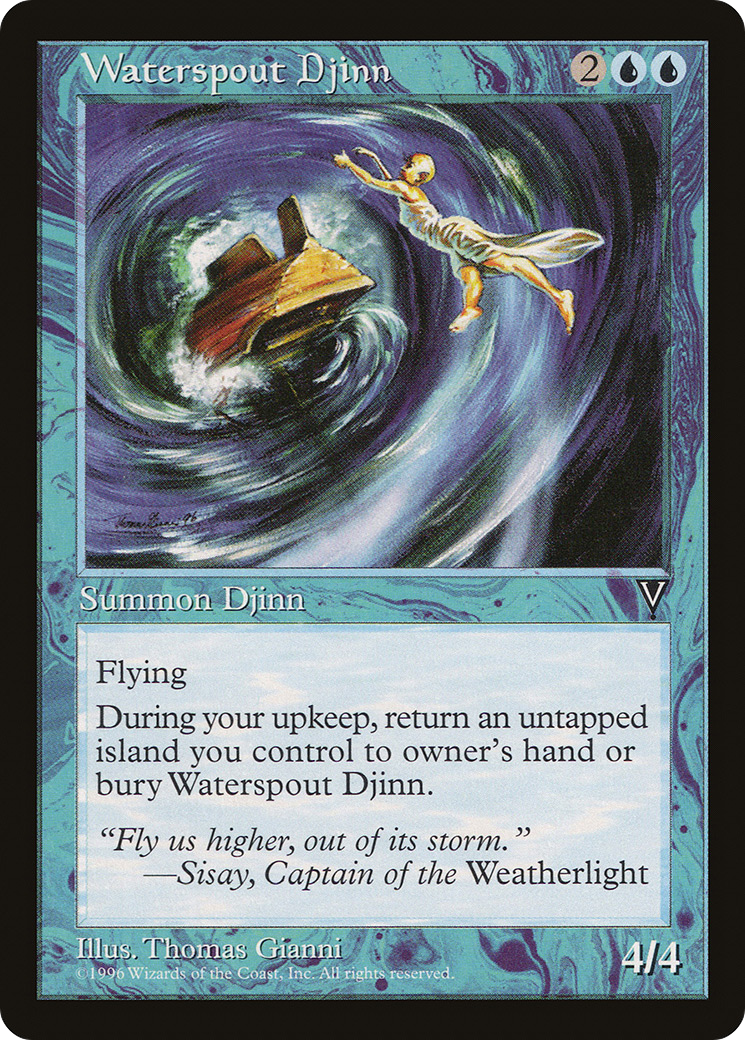 Waterspout Djinn
2
Summon Djinn
V
Flying
During your upkeep, return an untapped
island you control to owner's hand or
bury Waterspout Djinn.
“Fly us higher, out of its storm.”
—Sisay, Captain of the Weatherlight
Illus. Thomas Gianni
©1996 Wizards of the Coast, Inc. All rights reserved.
4/4